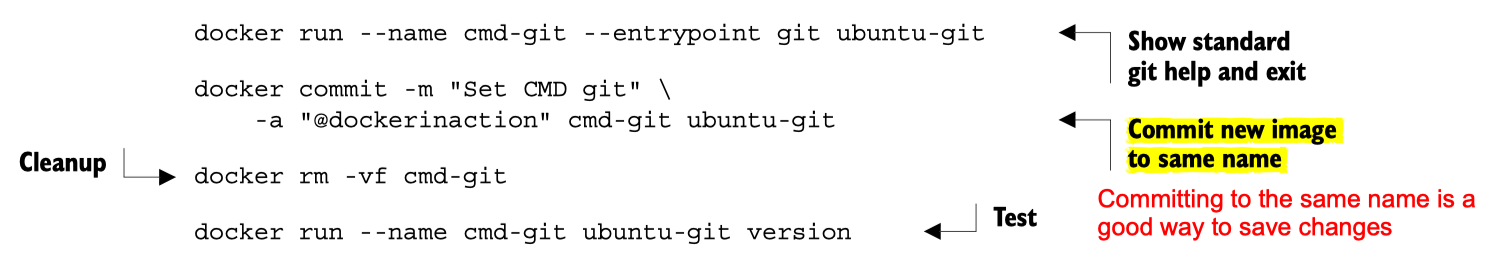 docker run --name cmd-git --entrypoint git ubuntu-git
Show standard
git help and exit
docker commit -m "Set CMD git" \
-a "@dockerinaction" cmd-git ubuntu-git
Commit new image
to same name
Committing to the same name is a
good way to save changes
Cleanup
docker rm -vf cmd-git
docker run --name cmd-git ubuntu-git version
Test